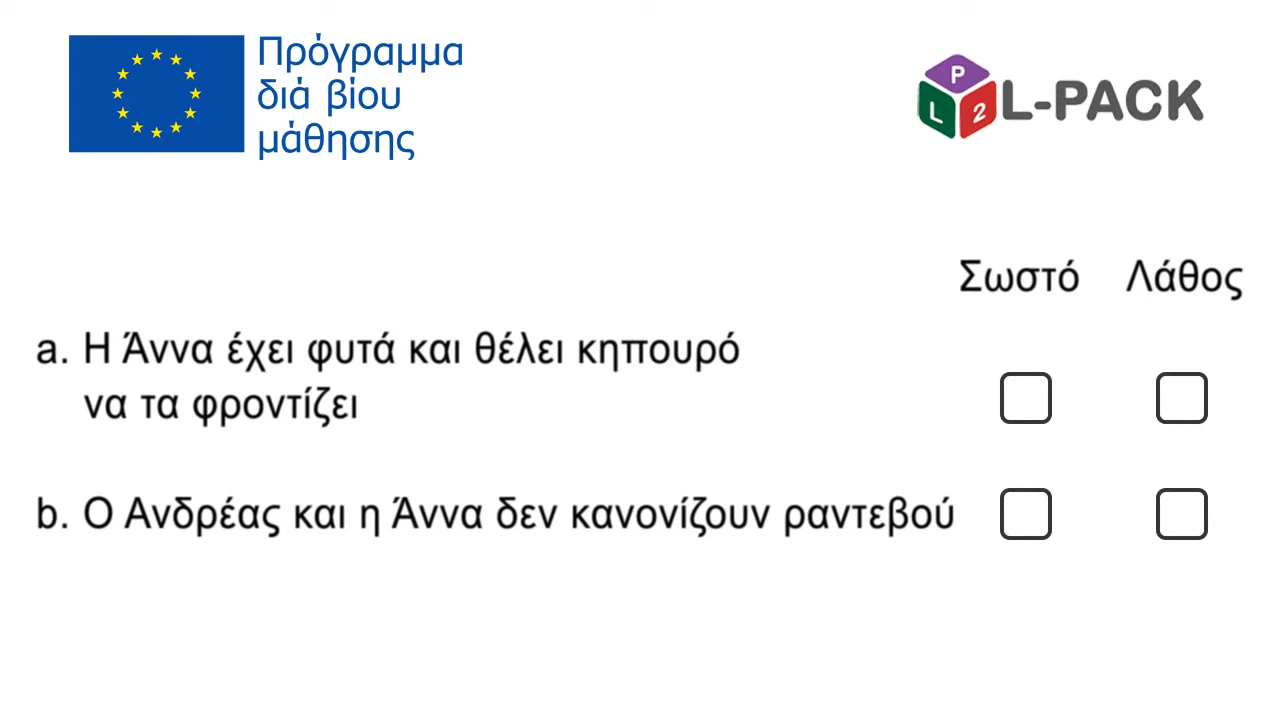 Πρόγραμμα
διά βίου
μάθησης
P
L
2
L-PACK
Σωστό Λάθος
a. Η Άννα έχει φυτά και θέλει κηπουρό
να τα φροντίζει
b. Ο Ανδρέας και η Άννα δεν κανονίζουν ραντεβού